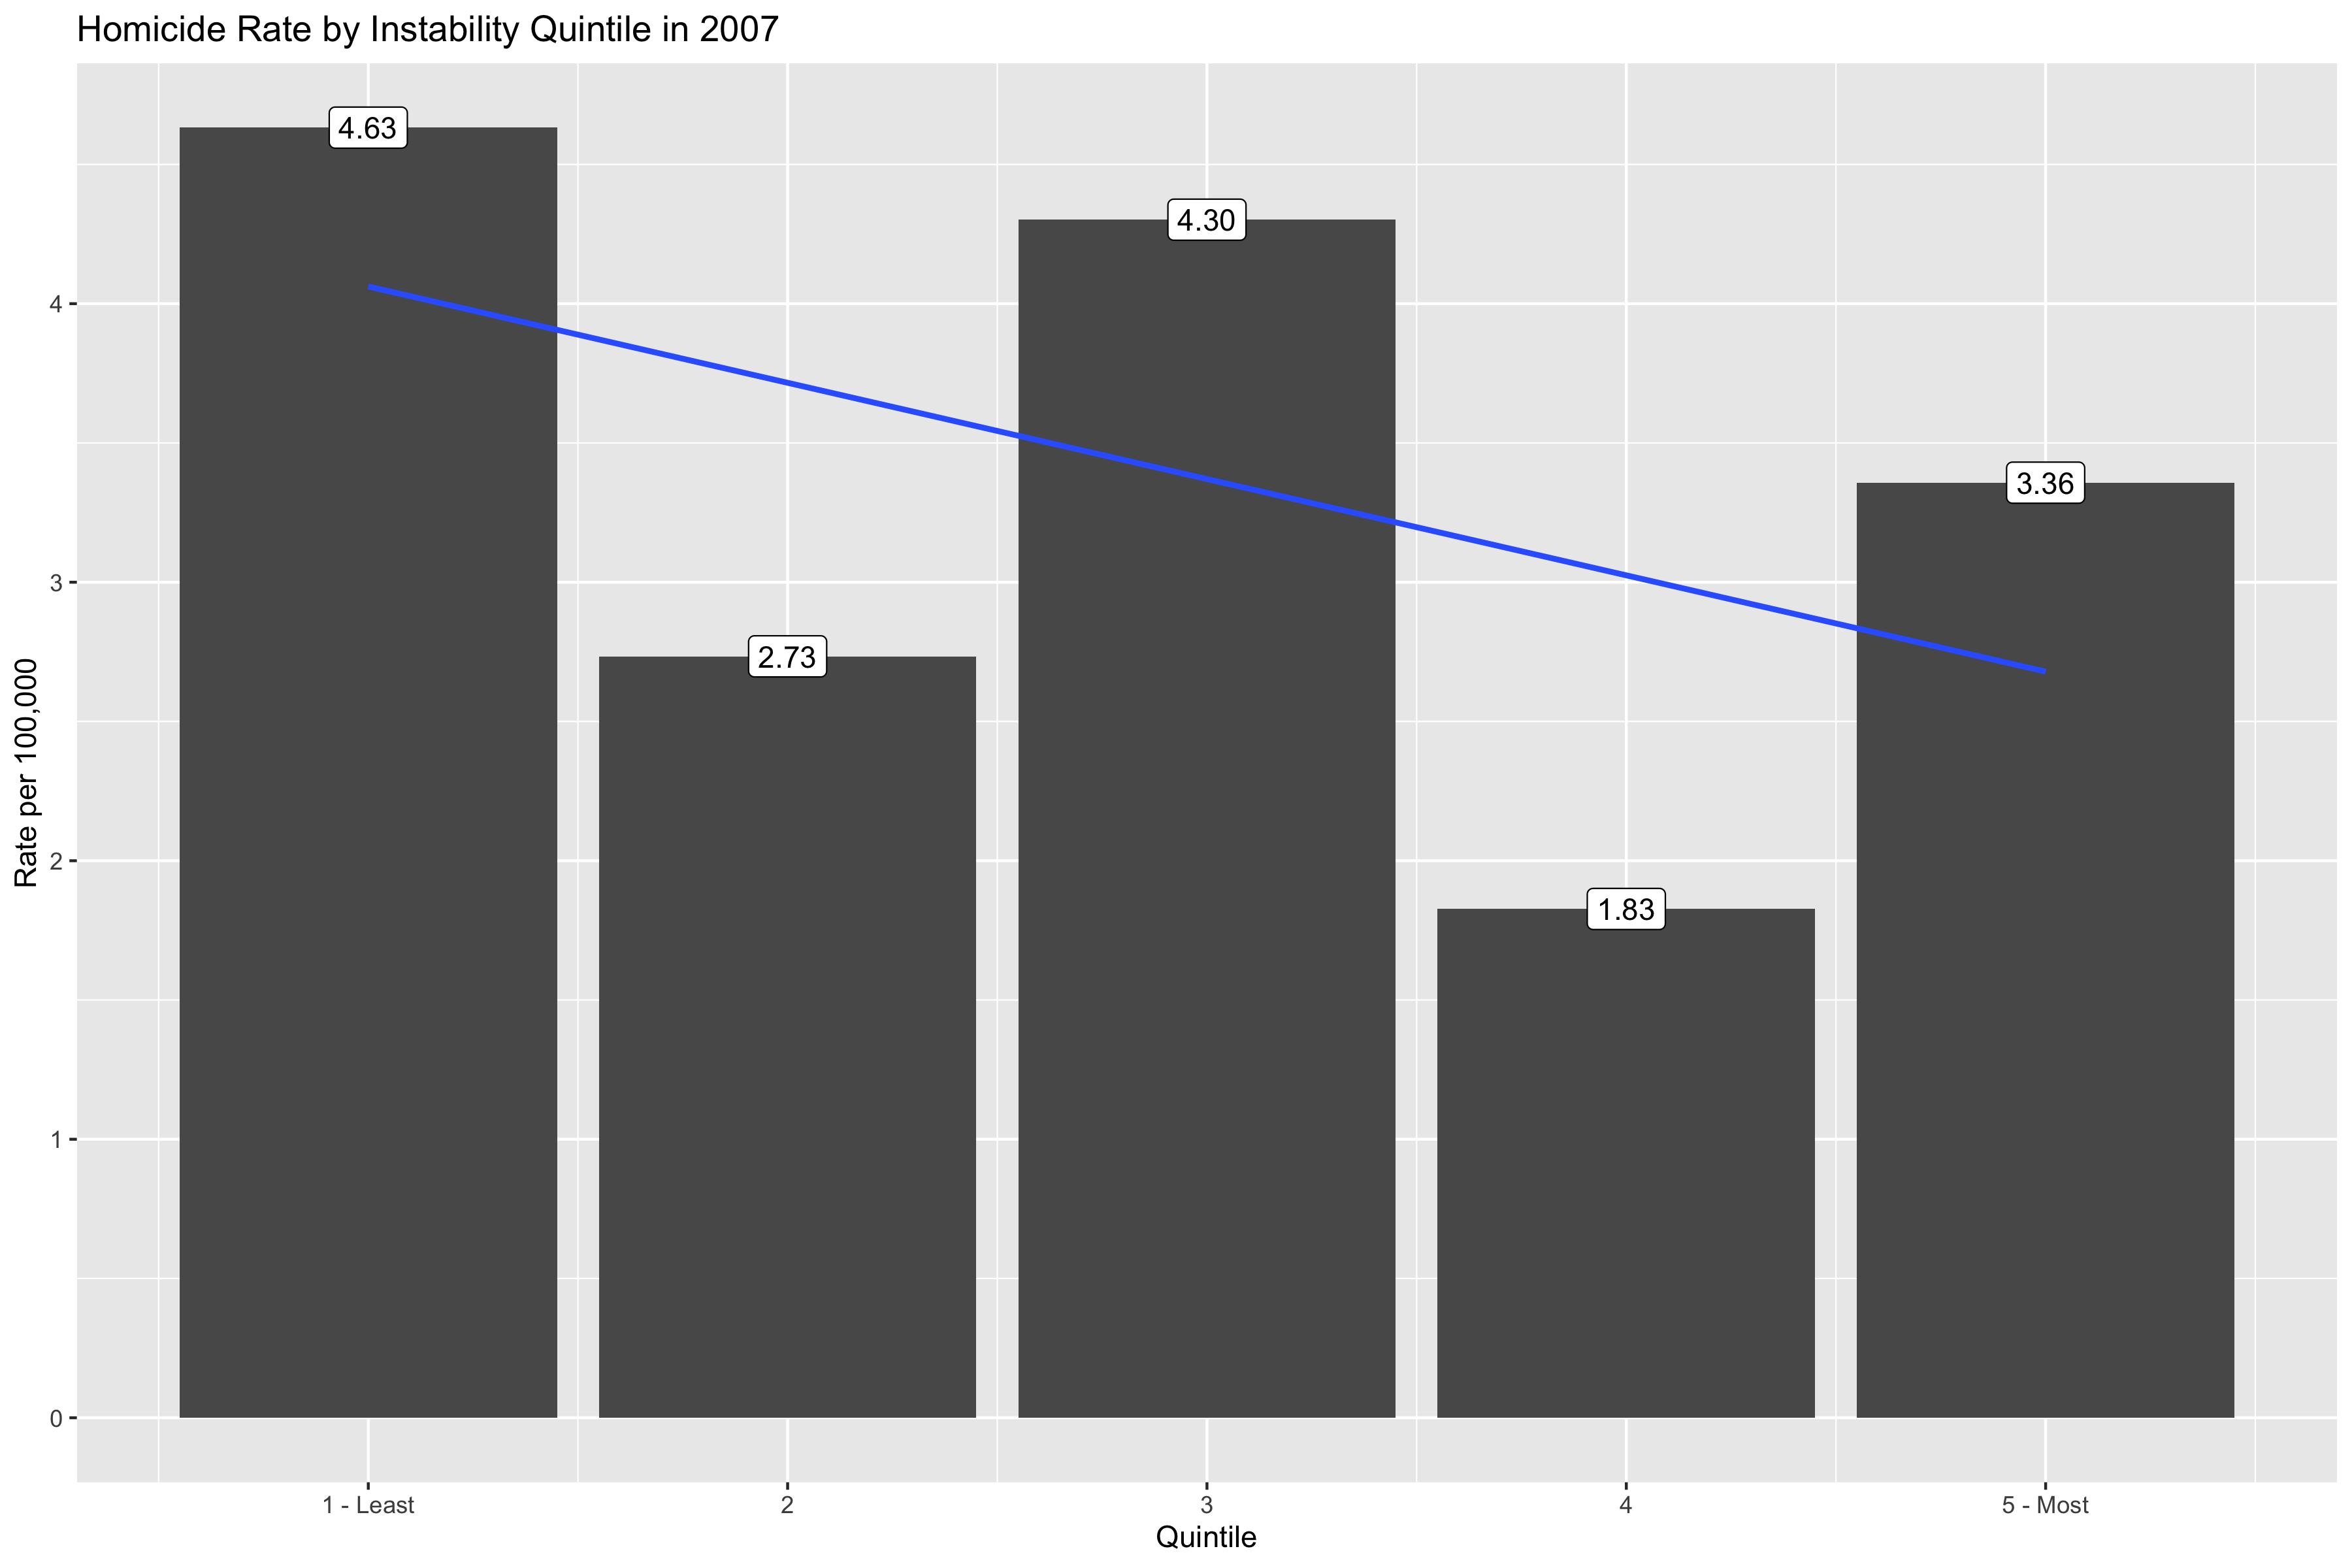 Homicide Rate by Instability Quintile in 2007
4.63
4.30
4
3.36
3
2.73
Rate per 100,000
2
1.83
1
0
1 - Least
2
3
4
5 - Most
Quintile